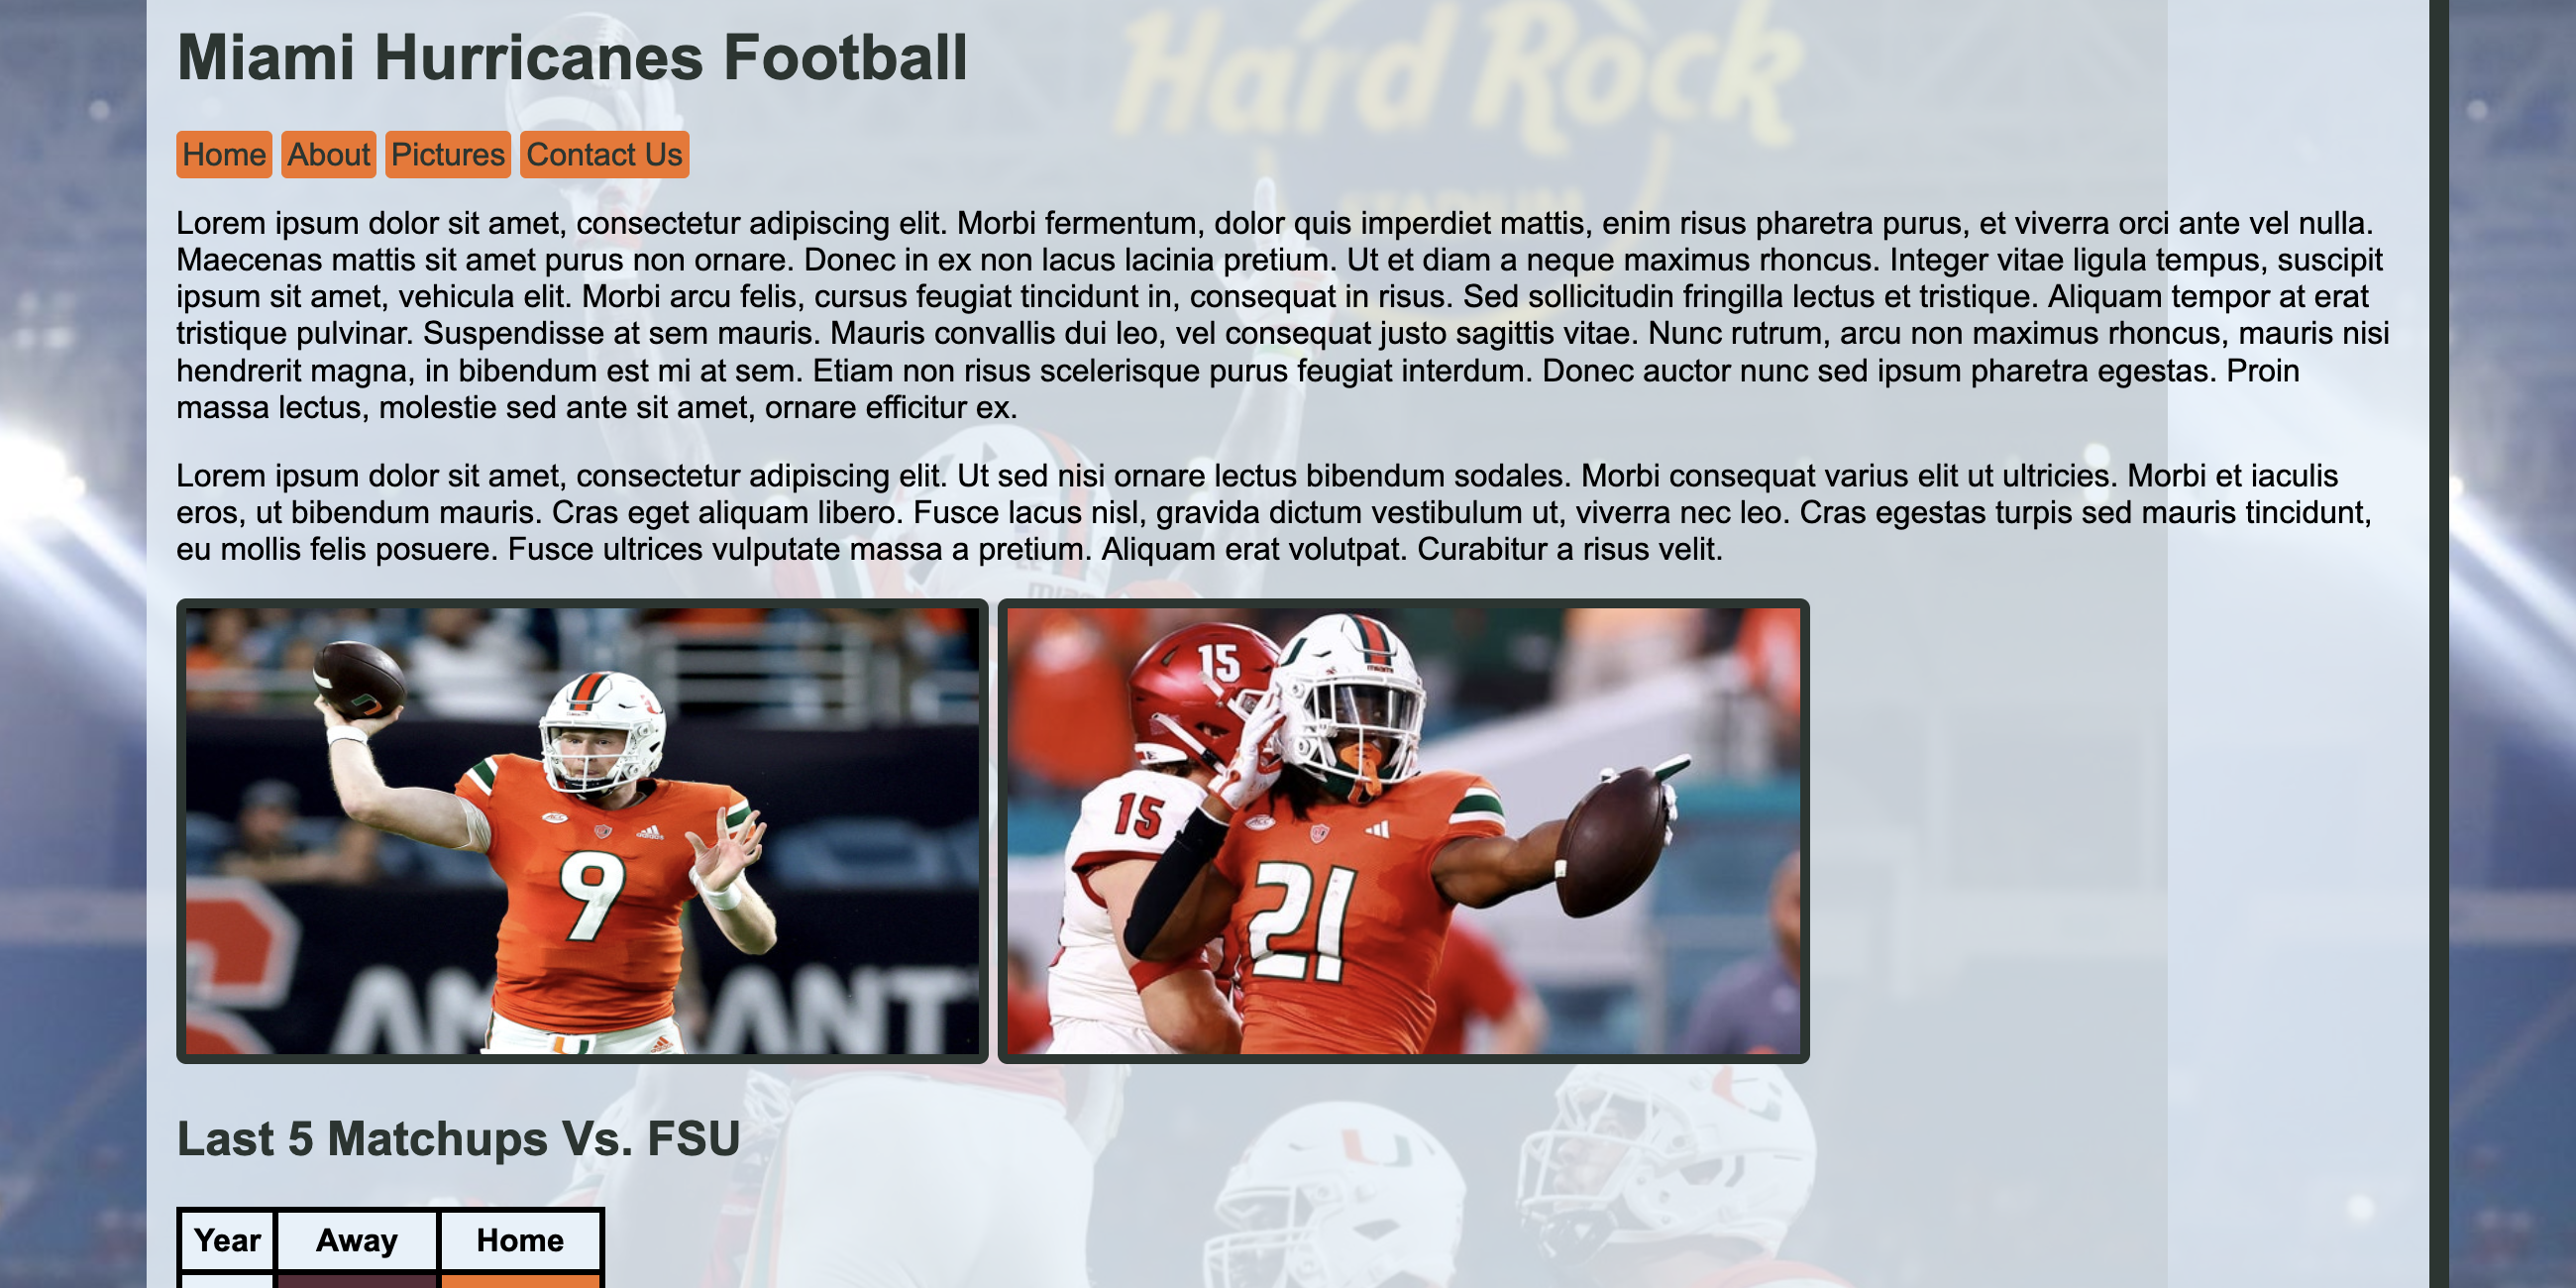 Hard Rock
STADIUM
Miami Hurricanes Football
Home About Pictures Contact Us
Lorem ipsum dolor sit amet, consectetur adipiscing elit. Morbi fermentum, dolor quis imperdiet mattis, enim risus pharetra purus, et viverra orci ante vel nulla.
Maecenas mattis sit amet purus non ornare. Donec in ex non lacus lacinia pretium. Ut et diam a neque maximus rhoncus. Integer vitae ligula tempus, suscipit
ipsum sit amet, vehicula elit. Morbi arcu felis, cursus feugiat tincidunt in, consequat in risus. Sed sollicitudin fringilla lectus et tristique. Aliquam tempor at erat
tristique pulvinar. Suspendisse at sem mauris. Mauris convallis dui leo, vel consequat justo sagittis vitae. Nunc rutrum, arcu non maximus rhoncus, mauris nisi
hendrerit magna, in bibendum est mi at sem. Etiam non risus scelerisque purus feugiat interdum. Donec auctor nunc sed ipsum pharetra egestas. Proin
massa lectus, molestie sed ante sit amet, ornare efficitur ex.
Lorem ipsum dolor sit amet, consectetur adipiscing elit. Ut sed nisi ornare lectus bibendum sodales. Morbi consequat varius elit ut ultricies. Morbi et iaculis
eros, ut bibendum mauris. Cras eget aliquam libero. Fusce lacus nisl, gravida dictum vestibulum ut, viverra nec leo. Cras egestas turpis sed mauris tincidunt,
eu mollis felis posuere. Fusce ultrices vulputate massa a pretium. Aliquam erat volutpat. Curabitur a risus velit.
ACC
adidas
9
15
miami
15
ACC
21
Last 5 Matchups Vs. FSU
Year Away Home